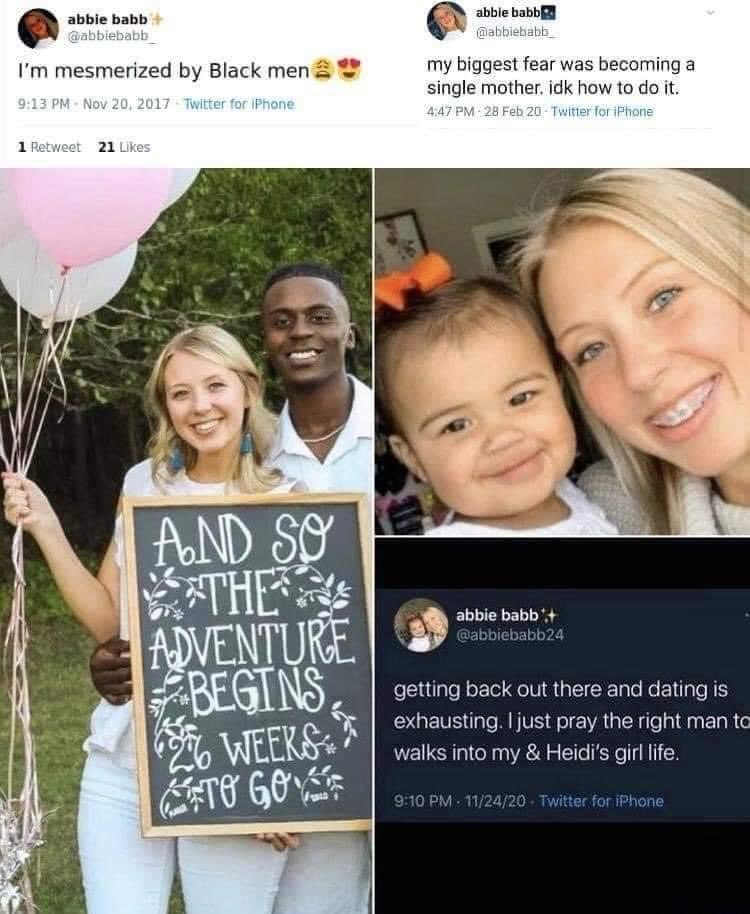 abbie babb✨
@abbiebabb_
I'm mesmerized by Black men😩😍
9:13 PM · Nov 20, 2017 · Twitter for iPhone
1 Retweet 21 Likes
abbie babb
@abbiebabb_
my biggest fear was becoming a
single mother. idk how to do it.
4:47 PM · 28 Feb 20 · Twitter for iPhone
AND SO
THE
ADVENTURE
BEGINS
26 WEEKS
TO GO
abbie babb✨
@abbiebabb24
getting back out there and dating is
exhausting. I just pray the right man to
walks into my & Heidi's girl life.
9:10 PM · 11/24/20 · Twitter for iPhone